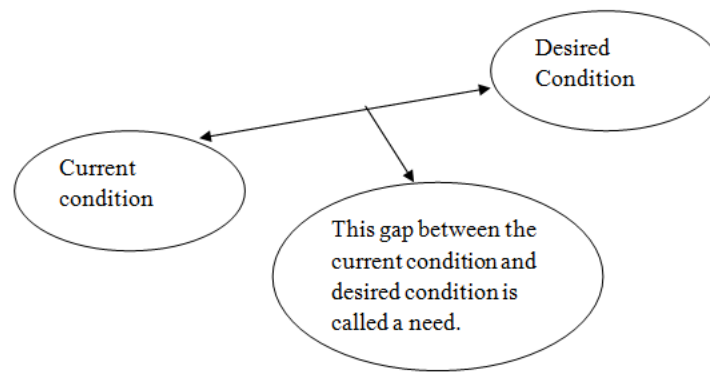 Desired
Condition
Current
condition
This gap between the
current condition and
desired condition is
called a need.